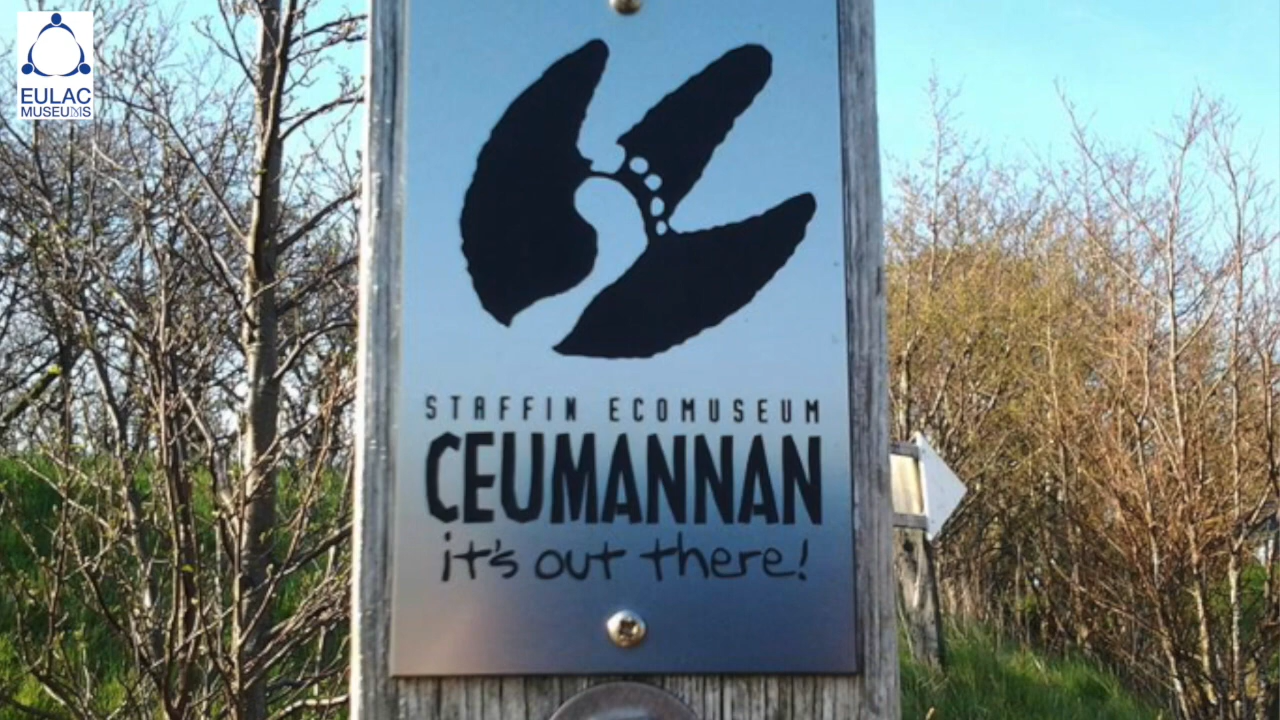 EULAC
MUSEUMS
STAFFIN ECOMUSEUM
CEUMANNAN
it's out there!